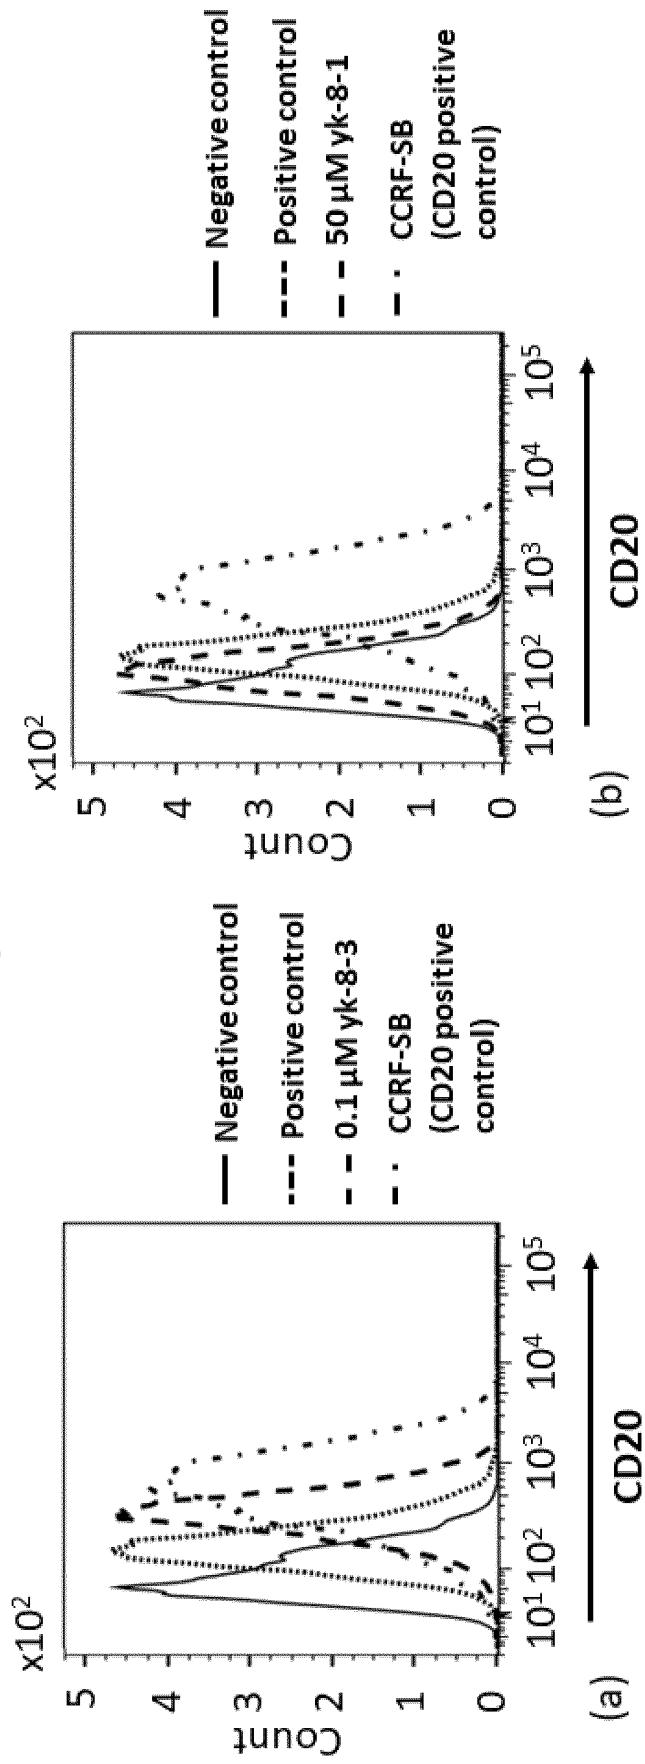 x10²
5
4
3
2
1
0
Count
10¹ 10² 10³ 10⁴ 10⁵
CD20
(a)
Negative control
Positive control
0.1 µM yk-8-3
CCRF-SB
(CD20 positive
control)
x10²
5
4
3
2
1
0
Count
10¹ 10² 10³ 10⁴ 10⁵
CD20
(b)
Negative control
Positive control
50 µM yk-8-1
CCRF-SB
(CD20 positive
control)